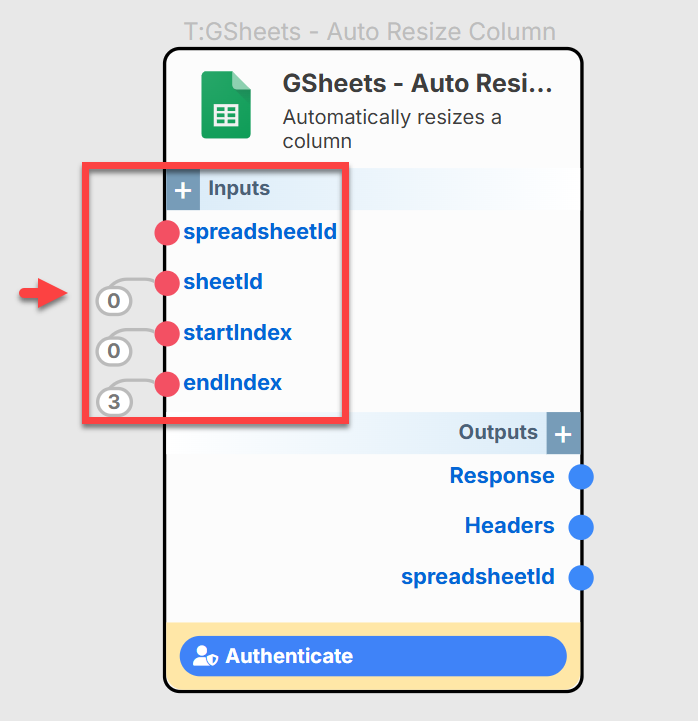 T:GSheets - Auto Resize Column
GSheets - Auto Resi...
Automatically resizes a
column
+ Inputs
spreadsheetId
sheetId
0
startIndex
0
endIndex
3
Outputs +
Response
Headers
spreadsheetId
Authenticate